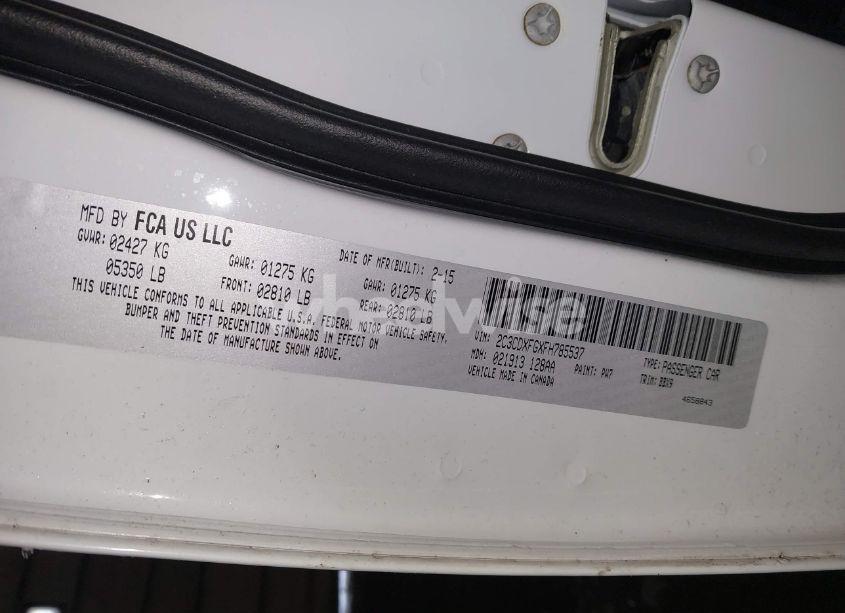 MFD BY FCA US LLC
DATE OF MFR(BUILT): 2-15
GVWR: 02427 KG GAWR: 01275 KG GAWR: 01275 KG
05350 LB FRONT: 02810 LB REAR: 02810 LB
THIS VEHICLE CONFORMS TO ALL APPLICABLE U.S.A. FEDERAL MOTOR VEHICLE SAFETY,
BUMPER AND THEFT PREVENTION STANDARDS IN EFFECT ON
THE DATE OF MANUFACTURE SHOWN ABOVE.
VIN: 2C3CDXFGXFH785537 TYPE: PASSENGER CAR
MDH: 021913 128AA PAINT: PW7 TRIM: BBX9
VEHICLE MADE IN CANADA 4658843
wheelwise